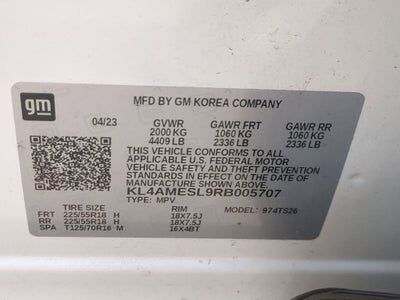 gm
MFD BY GM KOREA COMPANY
04/23 GVWR GAWR FRT GAWR RR
2000 KG 1060 KG 1060 KG
4409 LB 2336 LB 2336 LB
THIS VEHICLE CONFORMS TO ALL
APPLICABLE U.S. FEDERAL MOTOR
VEHICLE SAFETY AND THEFT
PREVENTION STANDARDS IN EFFECT ON
THE DATE OF MANUFACTURE SHOWN ABOVE.
KL4AMESL9RB005707
TYPE: MPV MODEL: 974TS26
TIRE SIZE RIM
FRT 225/55R18 H 18X7.5J
RR 225/55R18 H 18X7.5J
SPA T125/70R16 M 16X4BT